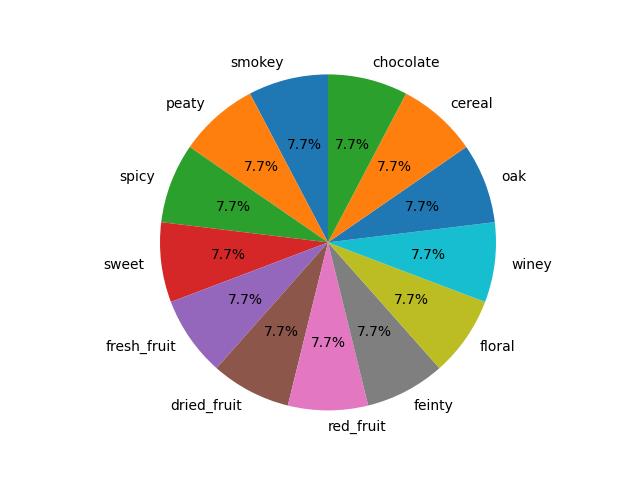 smokey
chocolate
peaty
cereal
7.7%
7.7%
7.7%
7.7%
spicy
oak
7.7%
7.7%
sweet
7.7%
7.7%
winey
7.7%
7.7%
fresh_fruit
7.7%
7.7%
7.7%
floral
dried_fruit
feinty
red_fruit